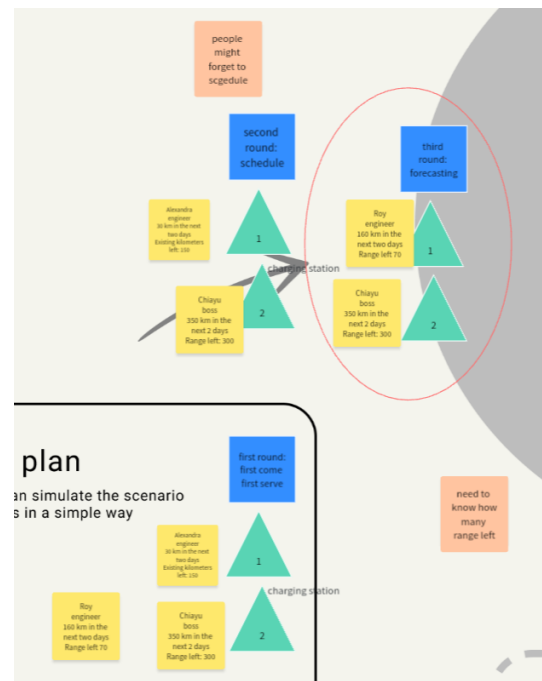 people
might
forget to
scgedule
second
round:
schedule
third
round:
forecasting
Alexandra
engineer
30 km in the next
two days
Existing kilometers
left: 150
1
Roy
engineer
160 km in the
next two days
Range left 70
1
charging station
Chiayu
boss
350 km in the
next 2 days
Range left: 300
2
Chiayu
boss
350 km in the
next 2 days
Range left: 300
2
plan
an simulate the scenario
s in a simple way
first round:
first come
first serve
need to
know how
many
range left
Alexandra
engineer
30 km in the next
two days
Existing kilometers
left: 150
1
charging station
Roy
engineer
160 km in the
next two days
Range left 70
Chiayu
boss
350 km in the
next 2 days
Range left: 300
2